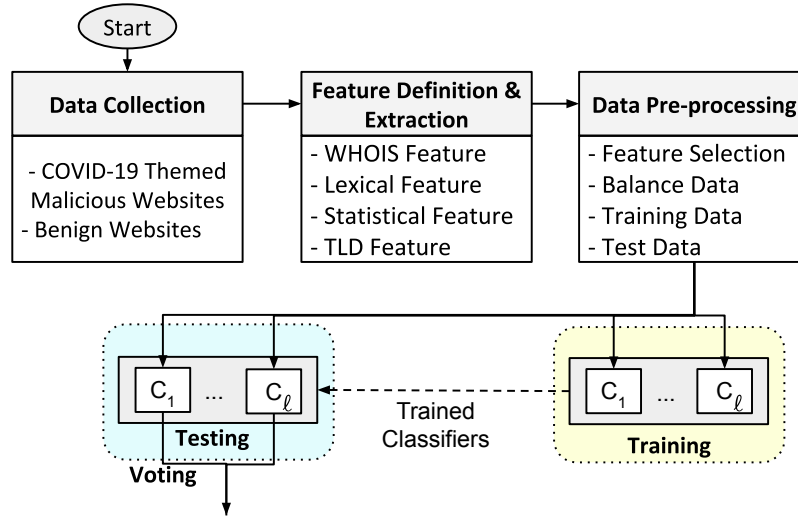 Start
Data Collection
- COVID-19 Themed
Malicious Websites
- Benign Websites
Feature Definition &
Extraction
- WHOIS Feature
- Lexical Feature
- Statistical Feature
- TLD Feature
Data Pre-processing
- Feature Selection
- Balance Data
- Training Data
- Test Data
C1 ... Cℓ
Testing
Voting
Trained
Classifiers
C1 ... Cℓ
Training